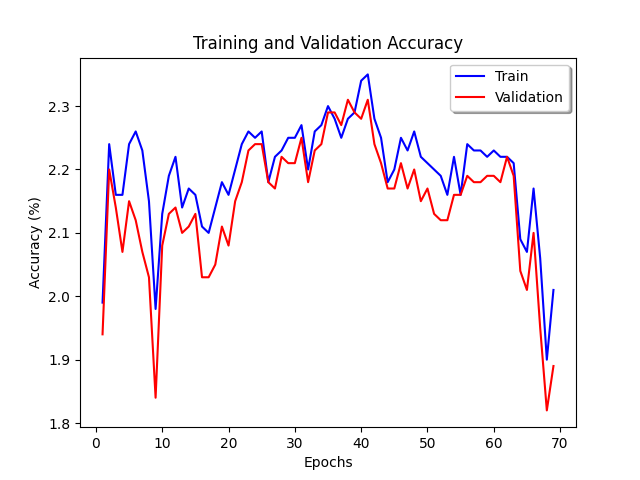 Training and Validation Accuracy
Train
Validation
Accuracy (%)
2.3
2.2
2.1
2.0
1.9
1.8
0 10 20 30 40 50 60 70
Epochs